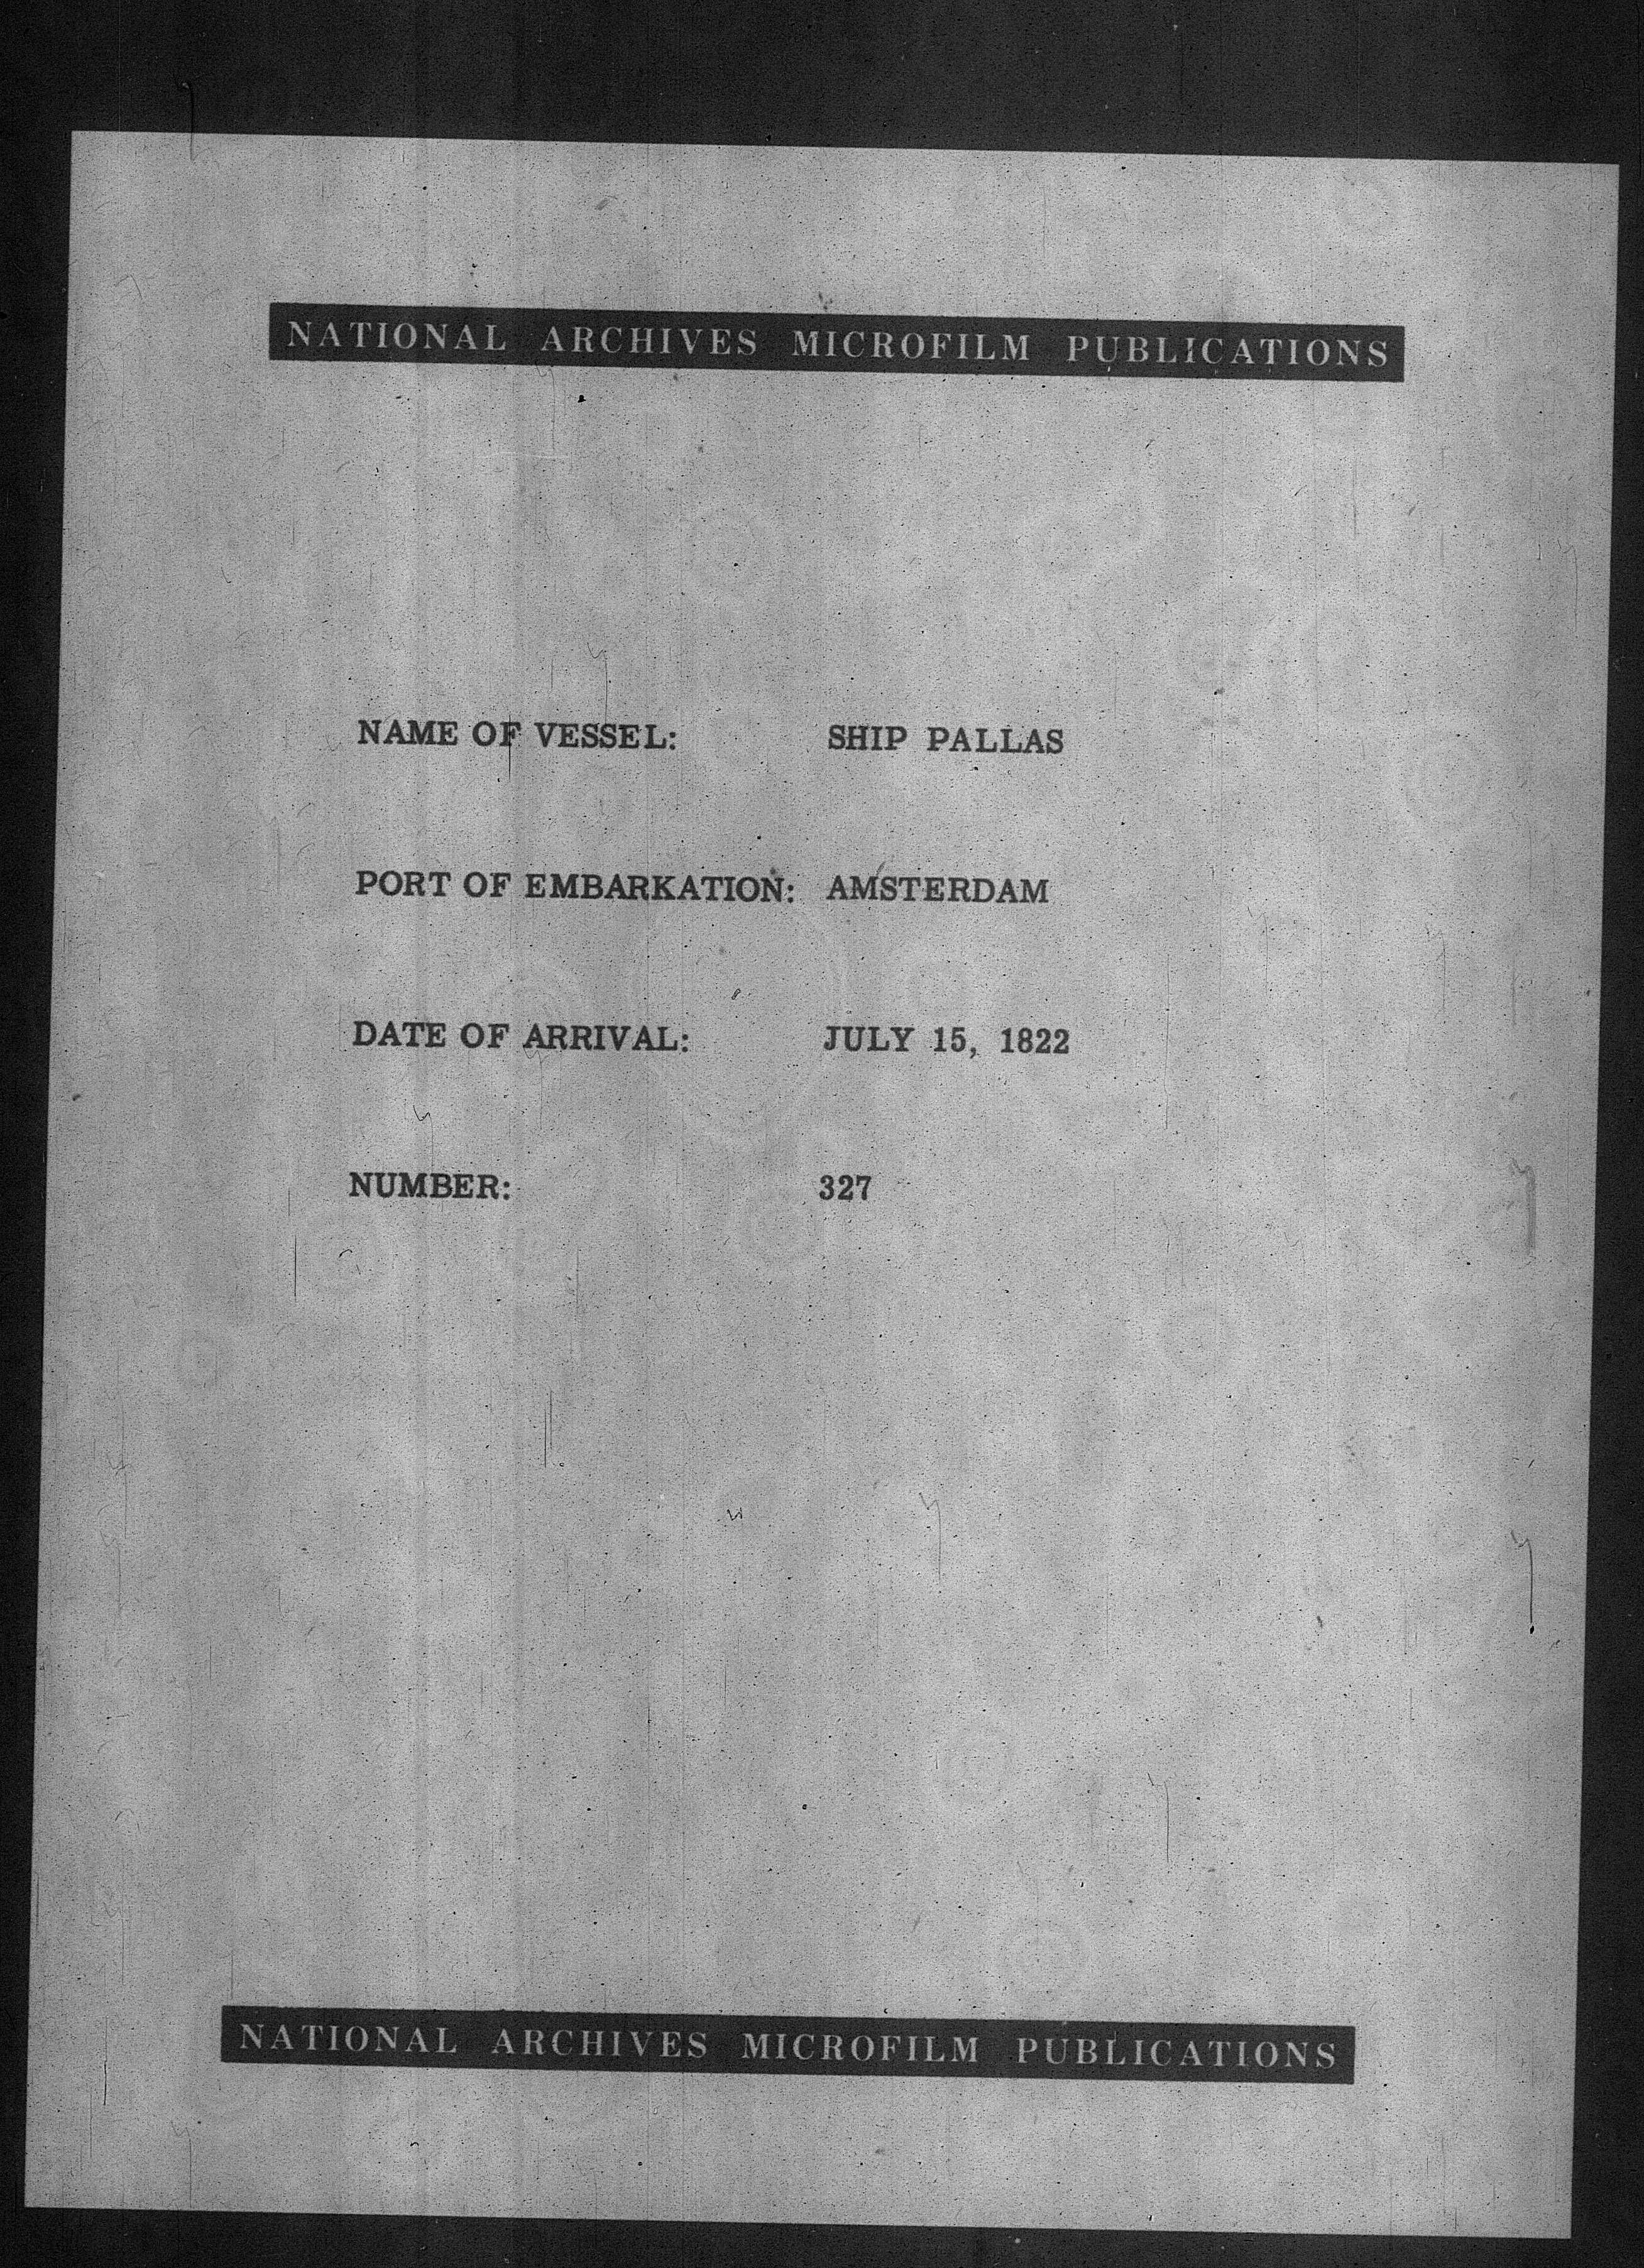 NATIONAL ARCHIVES MICROFILM PUBLICATIONS
NAME OF VESSEL: SHIP PALLAS
PORT OF EMBARKATION: AMSTERDAM
DATE OF ARRIVAL: JULY 15, 1822
NUMBER: 327
NATIONAL ARCHIVES MICROFILM PUBLICATIONS